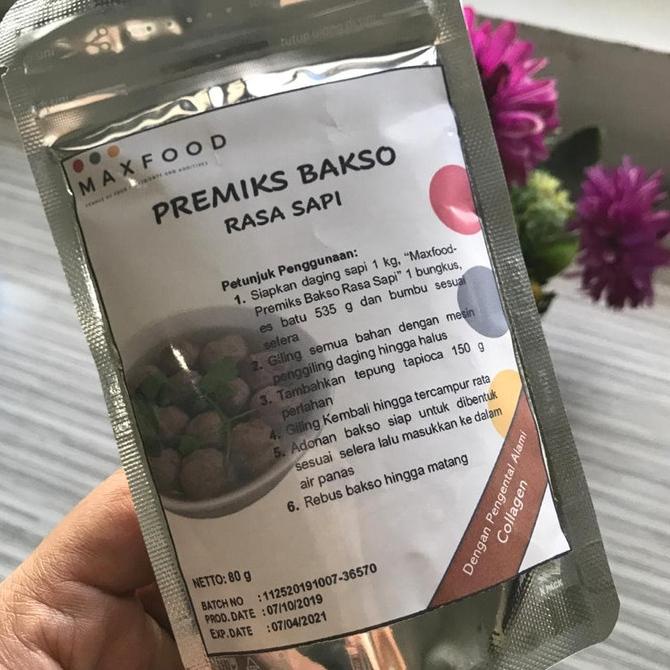 tutup ulang
MAXFOOD
PREMIKS BAKSO
RASA SAPI
Petunjuk Penggunaan:
1. Siapkan daging sapi 1 kg, "Maxfood-
Premiks Bakso Rasa Sapi" 1 bungkus,
es batu 535 g dan bumbu sesuai
selera
2. Giling semua bahan dengan mesin
penggiling daging hingga halus
3. Tambahkan tepung tapioca 150 g
perlahan
4. Giling Kembali hingga tercampur rata
5. Adonan bakso siap untuk dibentuk
sesuai selera lalu masukkan ke dalam
air panas
6. Rebus bakso hingga matang
Dengan Pengental Alami
Collagen
NETTO: 80 g
BATCH NO : 112520191007-36570
PROD. DATE : 07/10/2019
EXP. DATE : 07/04/2021